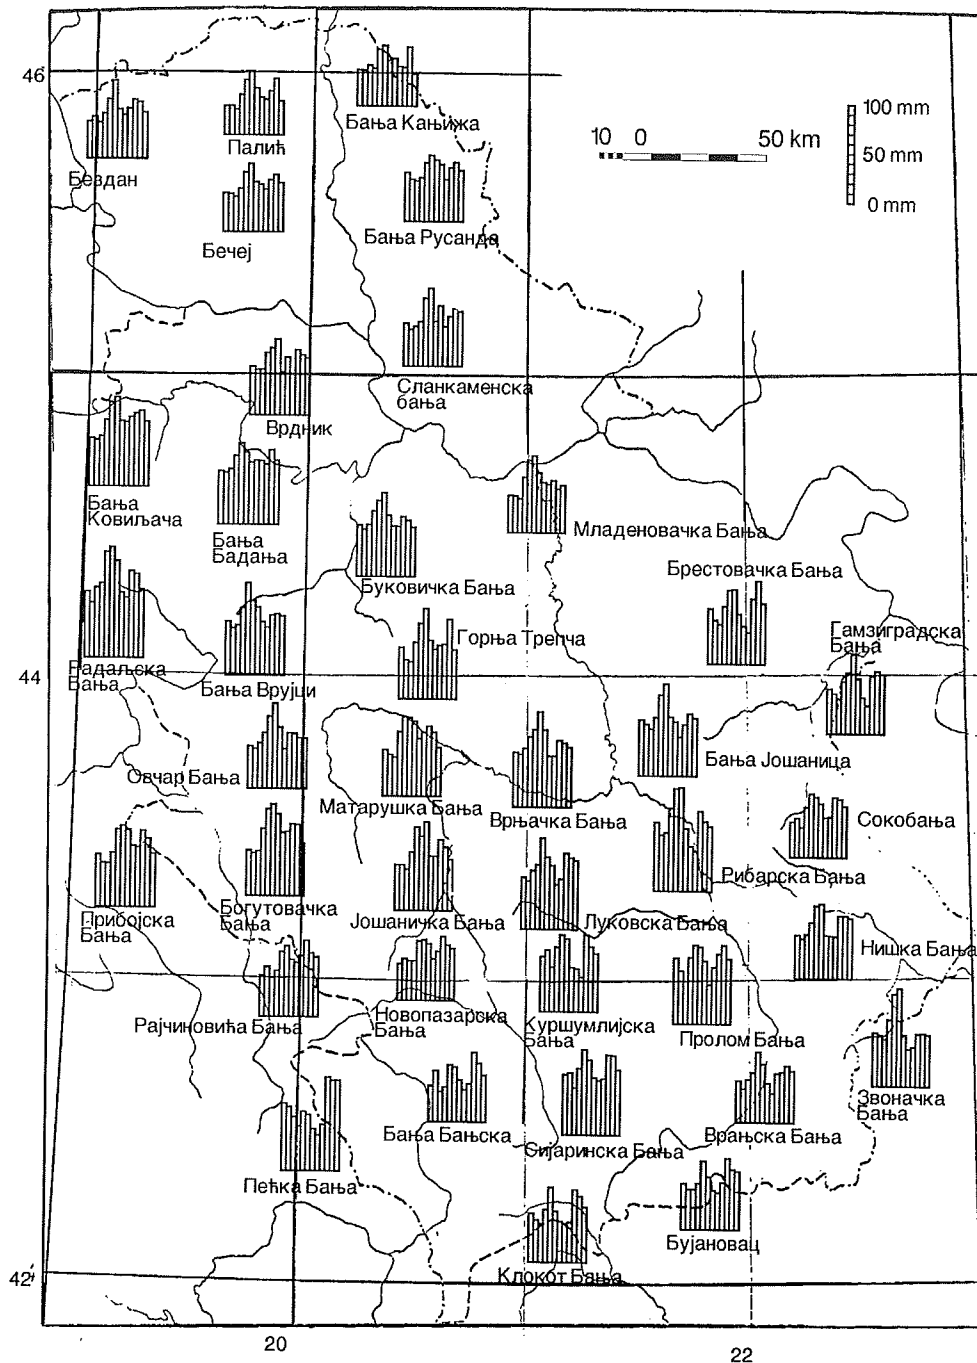 46
Бања Кањижа
Палић
Бездан
10 0 50 km
100 mm
50 mm
0 mm
Бечеј
Бања Русанда
Сланкаменска
бања
Врдник
Бања
Ковиљача
Бања
Бадања
Младеновачка Бања
Буковичка Бања
Брестовачка Бања
Горња Трепча
Гамзиградска
Бања
44
Радаљска
Бања
Бања Врујци
Овчар Бања
Матарушка Бања
Врњачка Бања
Бања Јошаница
Сокобања
Рибарска Бања
Прибојска
Бања
Богутовачка
Бања
Јошаничка Бања
Луковска Бања
Нишка Бања
Рајчиновића Бања
Новопазарска
Бања
Куршумлијска
Бања
Пролом Бања
Звоначка
Бања
Бања Бањска
Сијаринска Бања
Врањска Бања
Пећка Бања
Бујановац
Клокот Бања
42
20
22